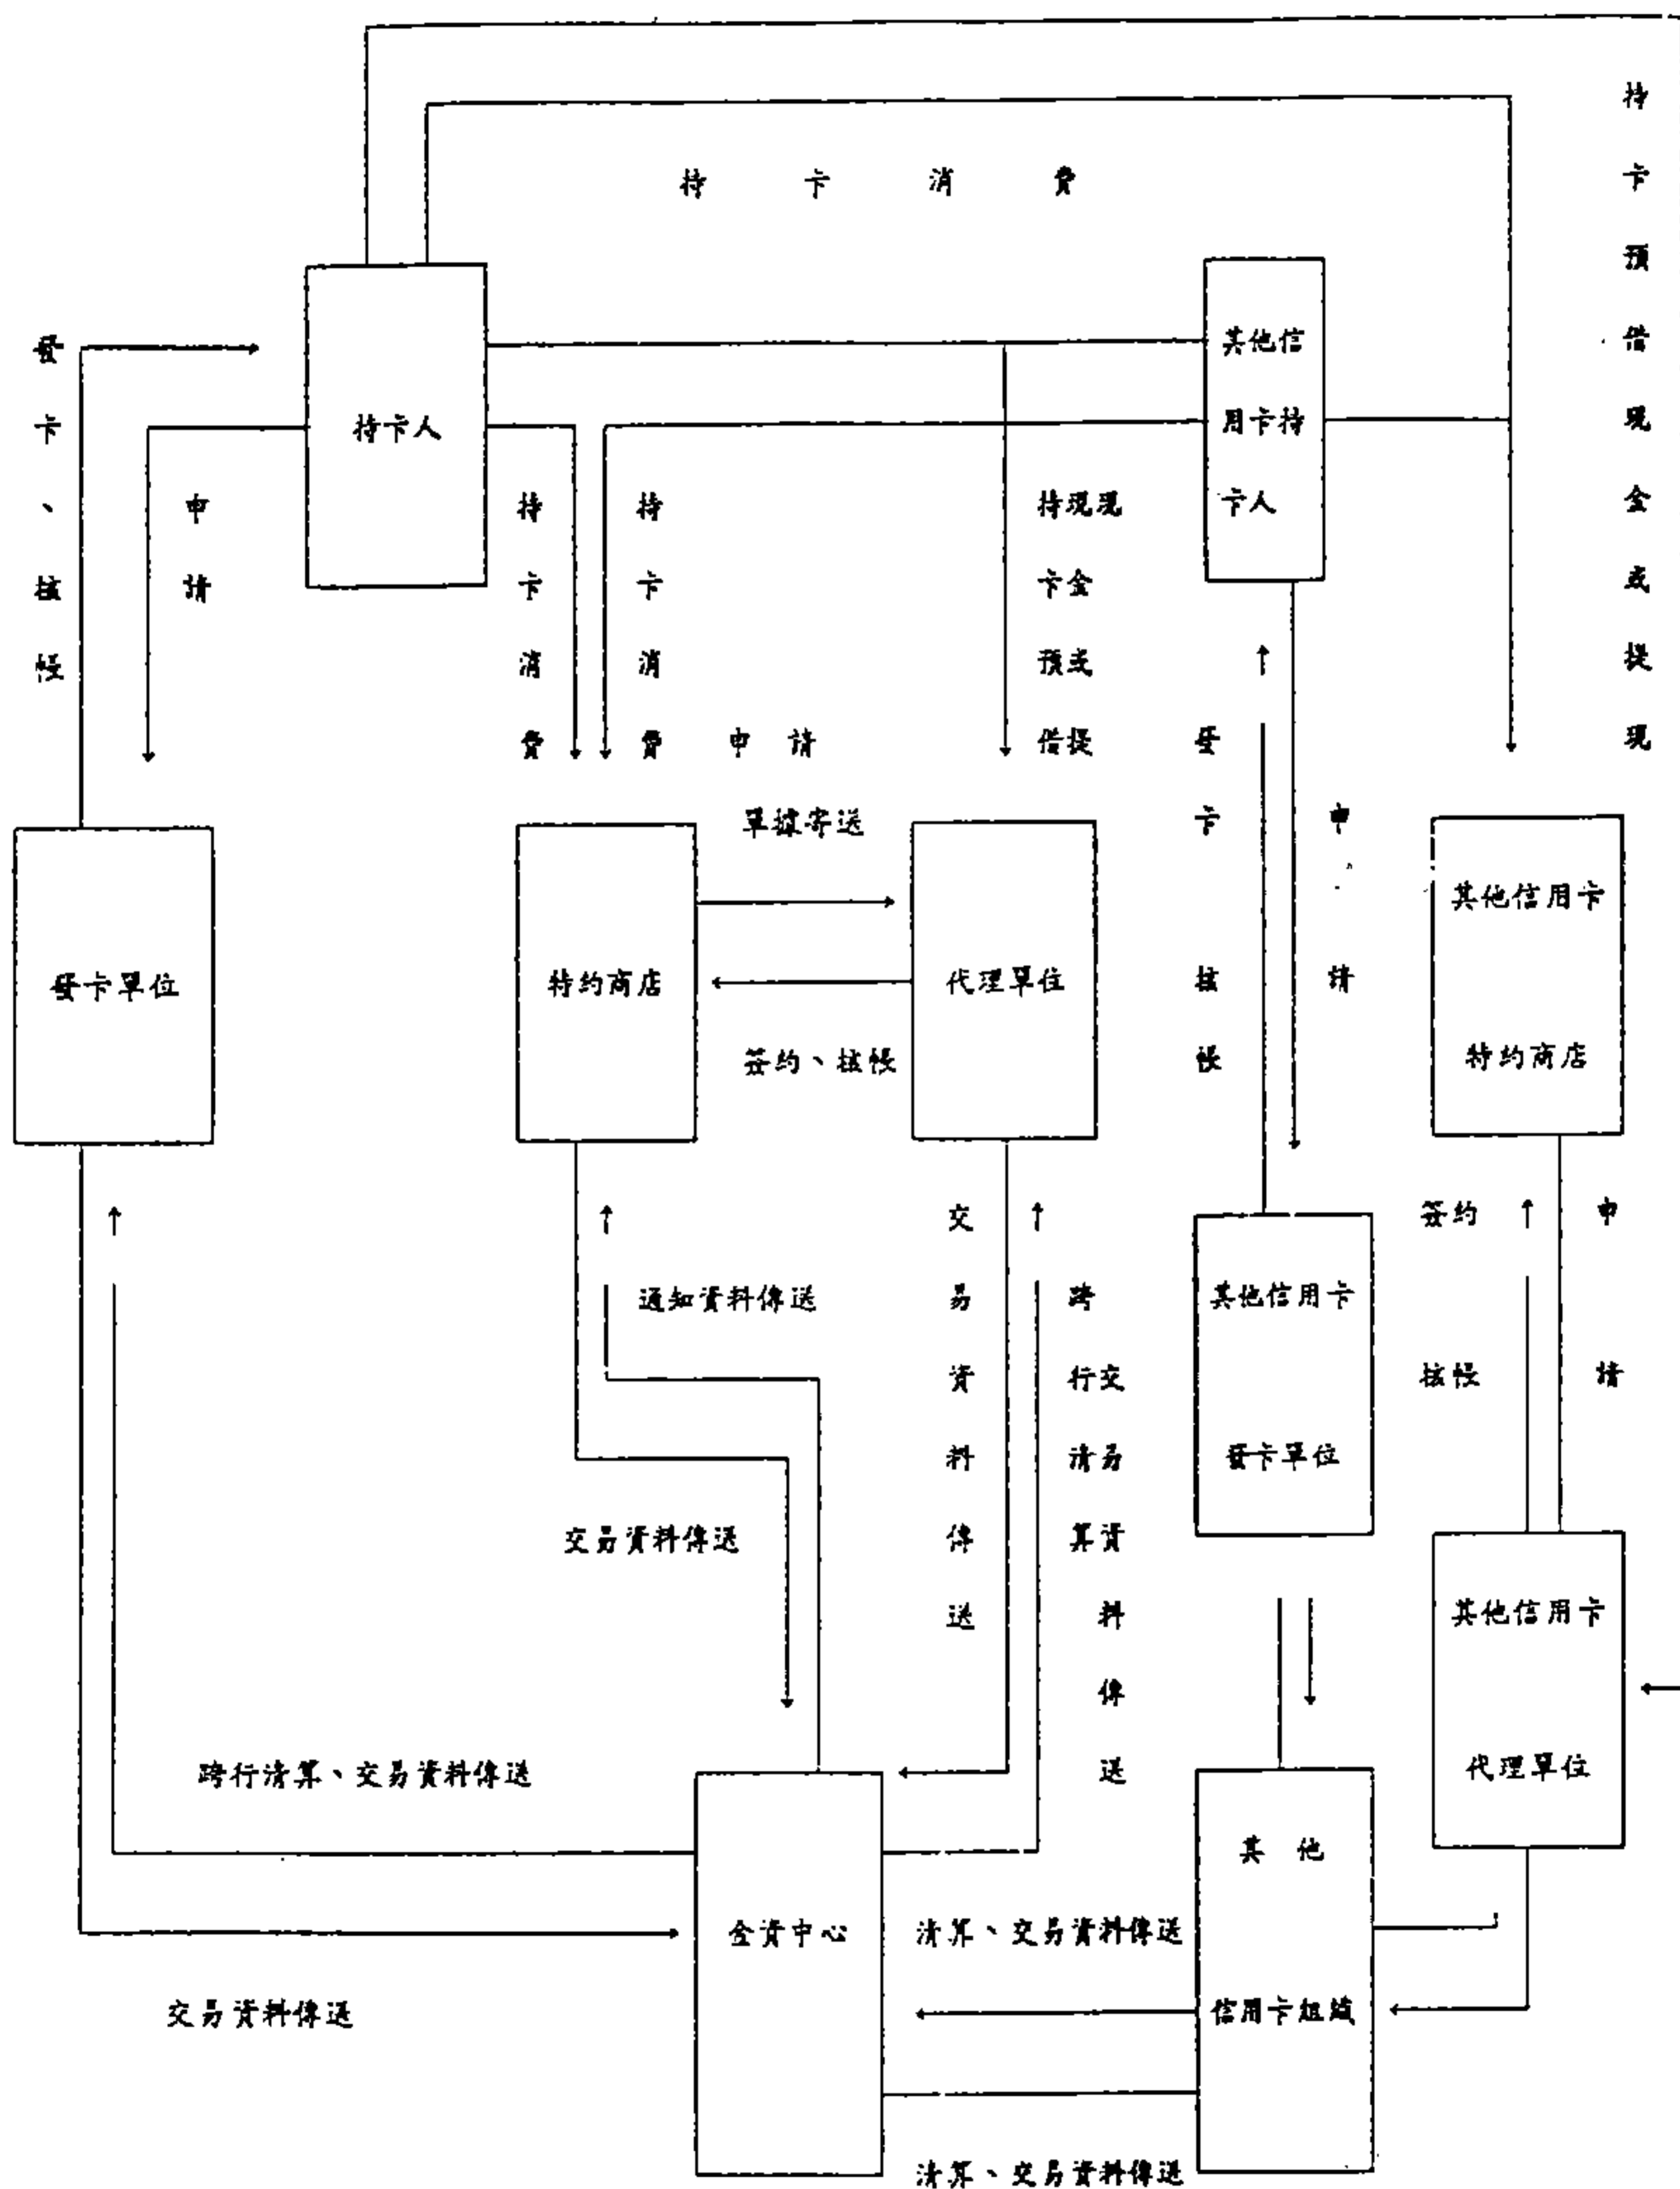 持卡消費
持卡預借現金或提現
發卡、核帳
申請
持卡人
持卡消費
持卡消費
持卡預借
現金或提
現
其他信
用卡持
卡人
申請
單據寄送
簽約、核帳
發卡單位
特約商店
代理單位
發卡核帳
申請
其他信用卡
特約商店
通知資料傳送
交易資料傳送
交易資料傳送
跨行清算
交易資料傳送
其他信用卡
發卡單位
簽約
核帳
申請
其他信用卡
代理單位
跨行清算、交易資料傳送
交易資料傳送
金資中心
清算、交易資料傳送
清算、交易資料傳送
其他
信用卡組織